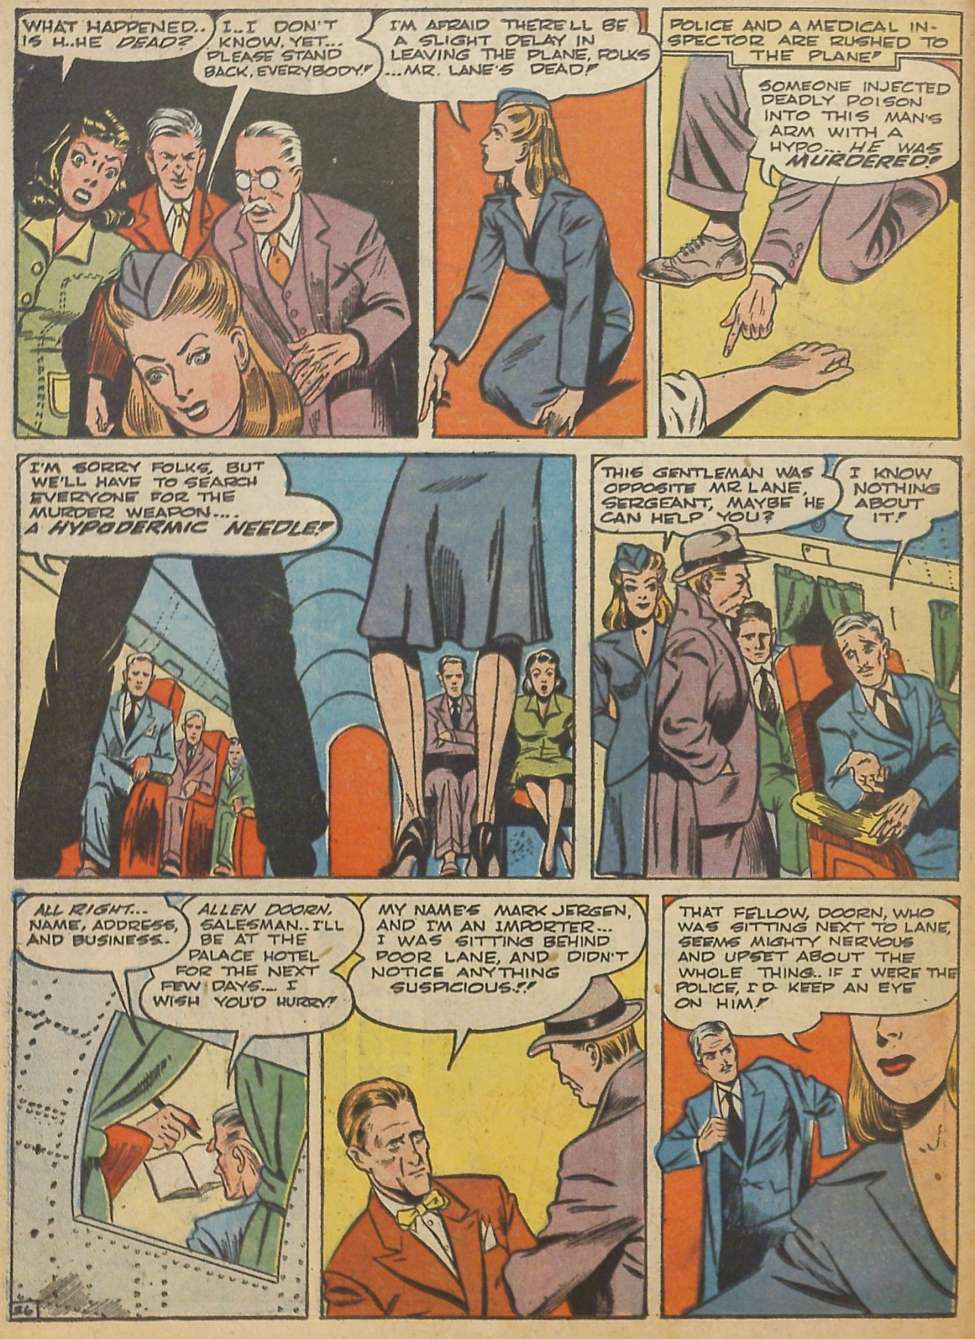 WHAT HAPPENED..
IS H..HE DEAD?
I..I DON'T
KNOW, YET...
PLEASE STAND
BACK, EVERYBODY!
I'M AFRAID THERE'LL BE
A SLIGHT DELAY IN
LEAVING THE PLANE, FOLKS
...MR. LANE'S DEAD!
POLICE AND A MEDICAL IN-
SPECTOR ARE RUSHED TO
THE PLANE!
SOMEONE INJECTED
DEADLY POISON
INTO THIS MAN'S
ARM WITH A
HYPO... HE WAS
MURDERED!
I'M SORRY FOLKS, BUT
WE'LL HAVE TO SEARCH
EVERYONE FOR THE
MURDER WEAPON....
A HYPODERMIC NEEDLE!
THIS GENTLEMAN WAS
OPPOSITE MR. LANE,
SERGEANT, MAYBE HE
CAN HELP YOU?
I KNOW
NOTHING
ABOUT
IT!
ALL RIGHT...
NAME, ADDRESS,
AND BUSINESS..
ALLEN DOORN,
SALESMAN.. I'LL
BE AT THE
PALACE HOTEL
FOR THE NEXT
FEW DAYS.... I
WISH YOU'D HURRY!
MY NAME'S MARK JERGEN,
AND I'M AN IMPORTER...
I WAS SITTING BEHIND
POOR LANE, AND DIDN'T
NOTICE ANYTHING
SUSPICIOUS.!!
THAT FELLOW, DOORN, WHO
WAS SITTING NEXT TO LANE,
SEEMS MIGHTY NERVOUS
AND UPSET ABOUT THE
WHOLE THING.. IF I WERE THE
POLICE, I'D KEEP AN EYE
ON HIM!
26